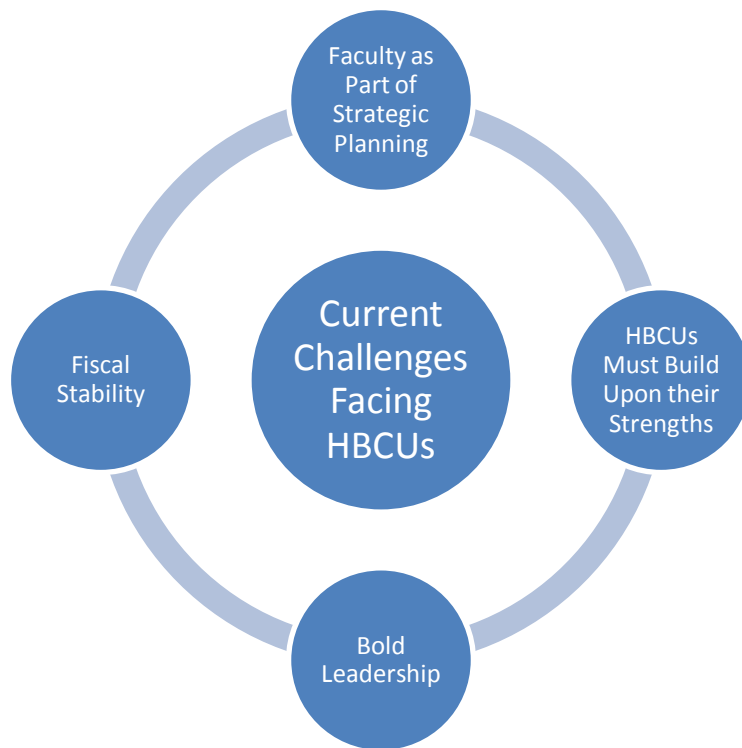 Faculty as
Part of
Strategic
Planning
Current
Challenges
Facing
HBCUs
HBCUs
Must Build
Upon their
Strengths
Fiscal
Stability
Bold
Leadership